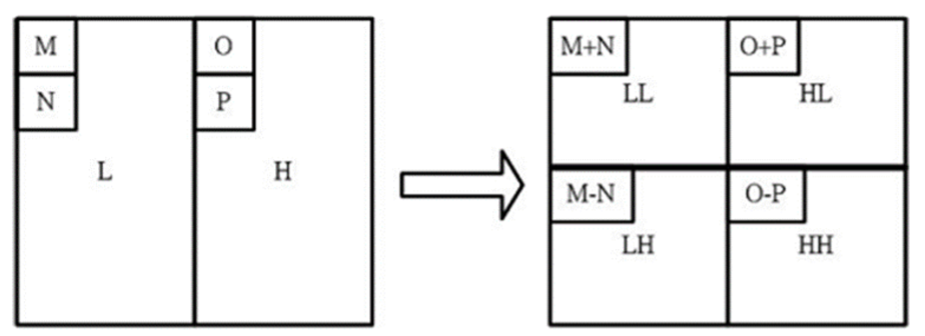 M O M+N O+P
N P LL HL
L H
M-N O-P
LH HH